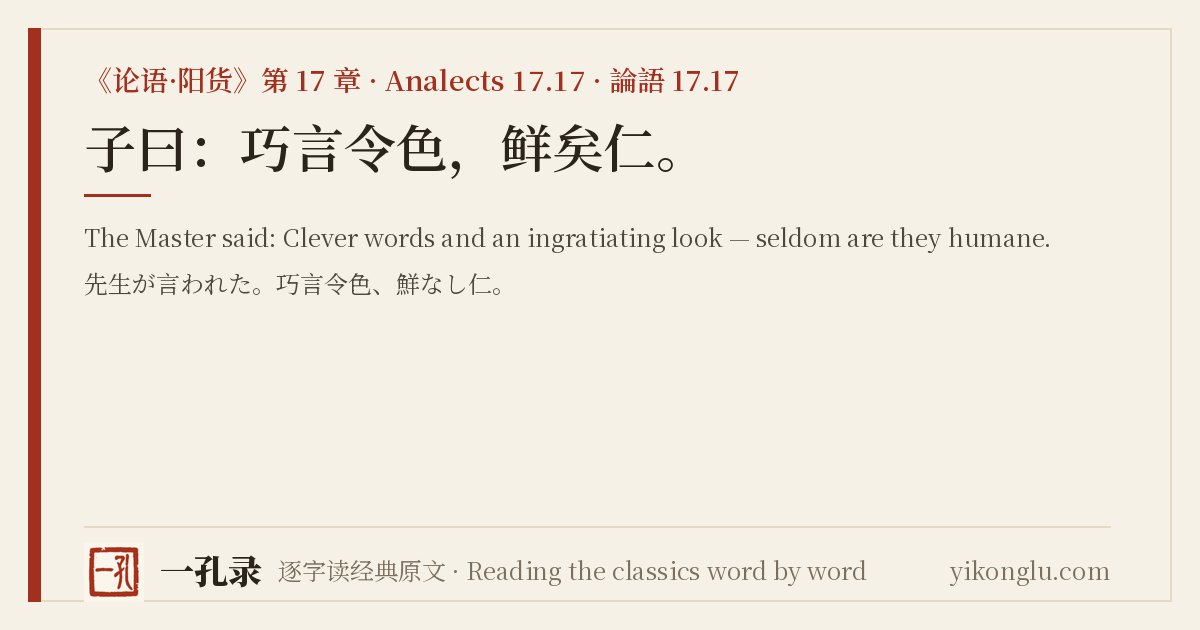 《论语·阳货》第 17 章 · Analects 17.17 · 論語 17.17
子曰：巧言令色，鲜矣仁。
The Master said: Clever words and an ingratiating look — seldom are they humane.
先生が言われた。巧言令色、鮮なし仁。
一孔
一孔录 逐字读经典原文 · Reading the classics word by word yikonglu.com